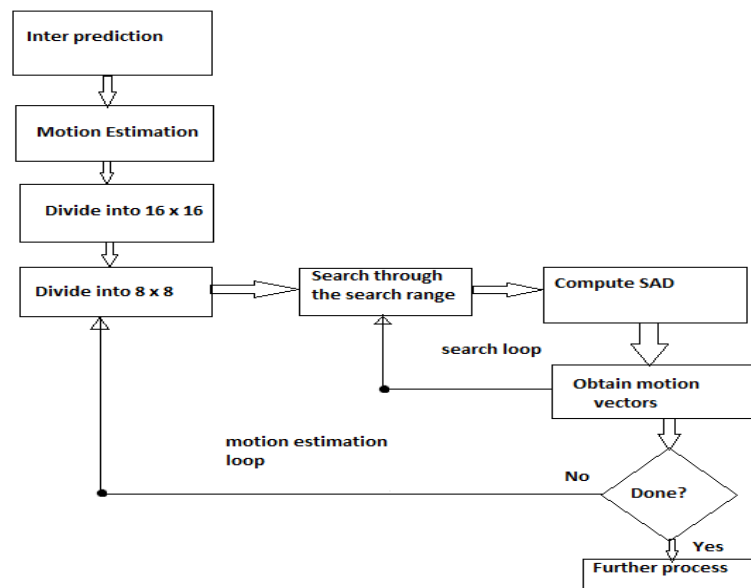 Inter prediction
Motion Estimation
Divide into 16 x 16
Divide into 8 x 8
Search through
the search range
Compute SAD
search loop
Obtain motion
vectors
motion estimation
loop
No
Done?
Yes
Further process